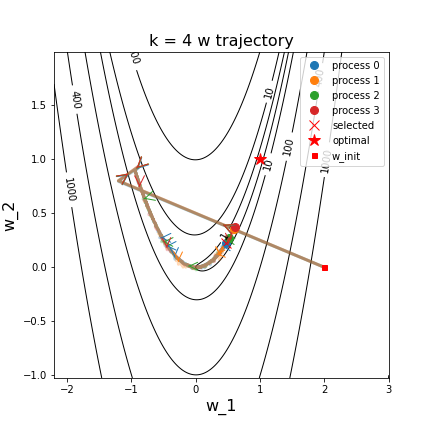 k = 4 w trajectory
process 0
process 1
process 2
process 3
selected
optimal
w_init
10
100
100
10
400
1000
w_2
1.5
1.0
0.5
0.0
−0.5
−1.0
−2
−1
0
1
2
3
w_1